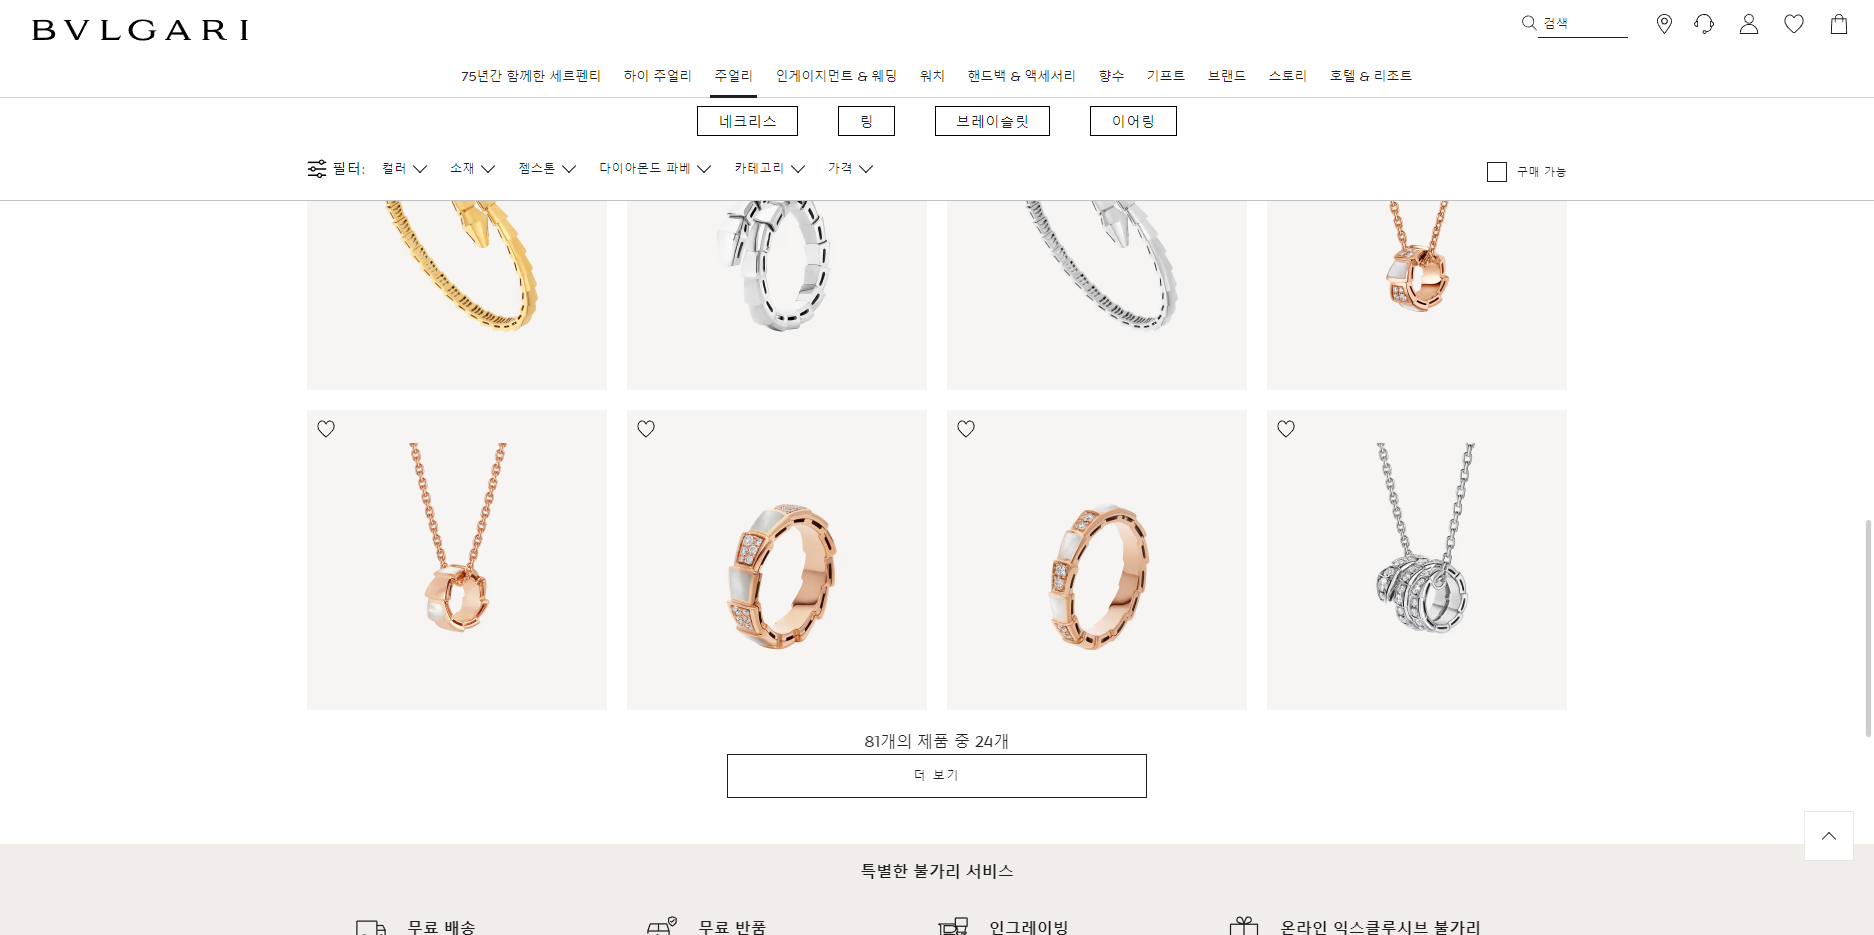 BVLGARI
검색
75년간 함께한 세르펜티 하이 주얼리 주얼리 인게이지먼트 & 웨딩 워치 핸드백 & 액세서리 향수 기프트 브랜드 스토리 호텔 & 리조트
네크리스 링 브레이슬릿 이어링
필터: 컬러 소재 젬스톤 다이아몬드 파베 카테고리 가격 구매 가능
81개의 제품 중 24개
더 보기
특별한 불가리 서비스
무료 배송 무료 반품 인그레이빙 온라인 익스클루시브 불가리